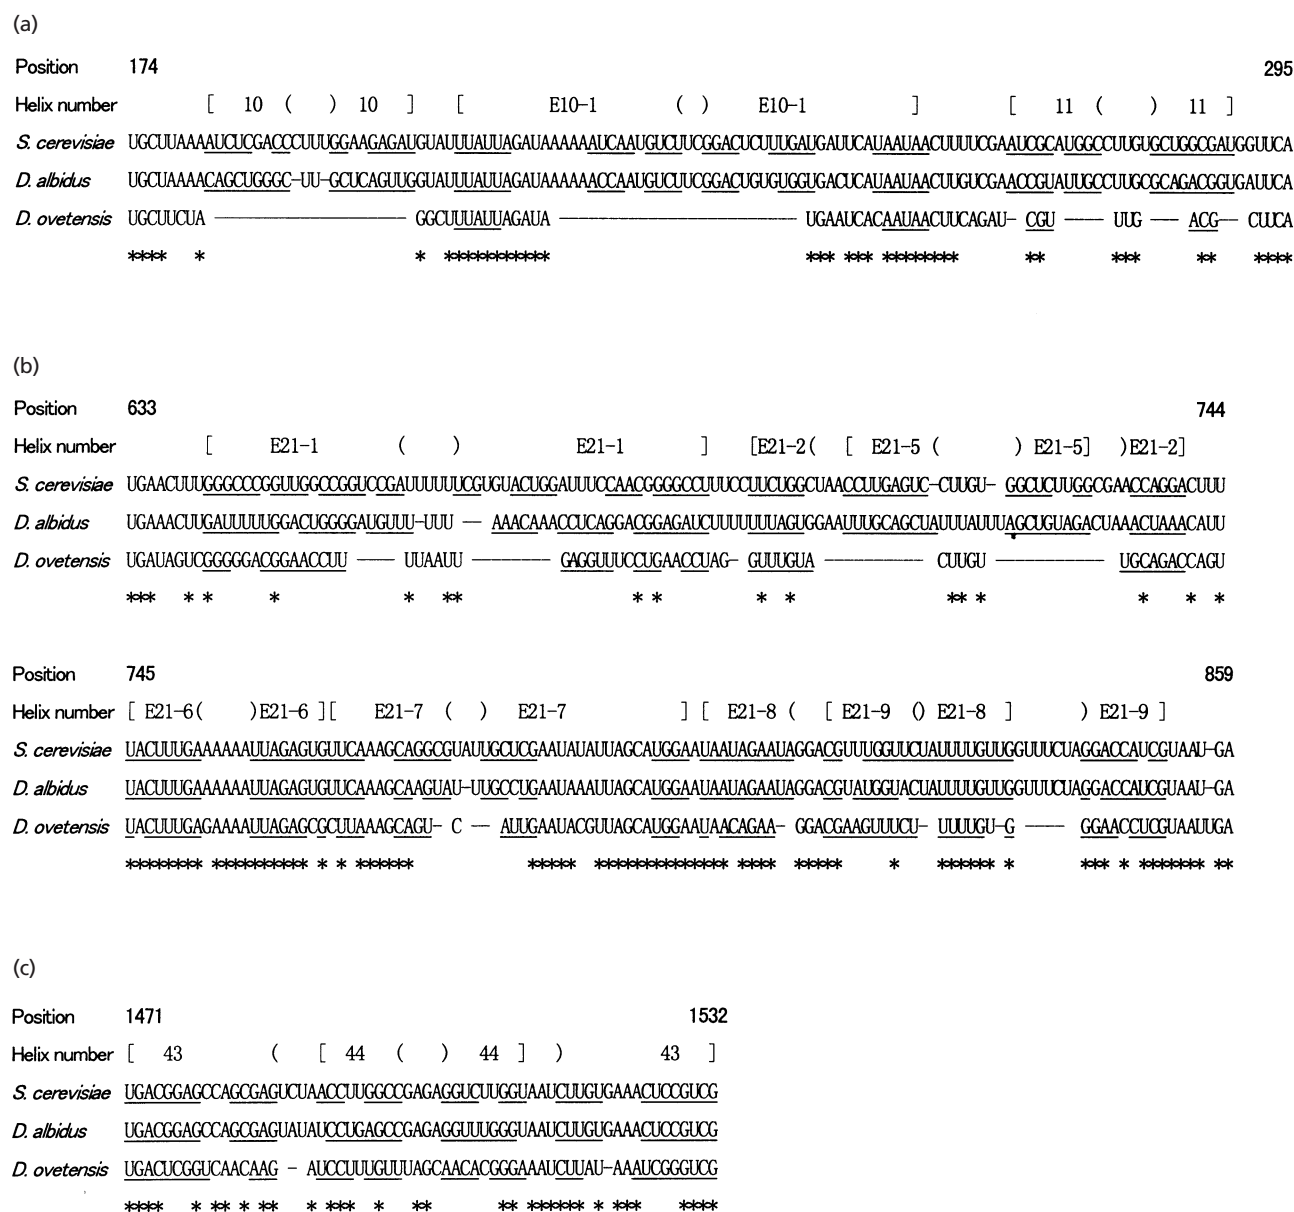 (a)
Position 174 295
Helix number [ 10 ( ) 10 ] [ E10-1 ( ) E10-1 ] [ 11 ( ) 11 ]
S. cerevisiae UGCUUAAAAUCUCGACCCUUUGGAAGAGAUGUAUUUAUUAGAUAAAAAAUCAAUGUCUUCGGACUCUUUGAUGAUUCAUAAUAACUUUUCGAAUCGCAUGGCCUUGUGCUGGCGAUGGUUCA
D. albidus UGCUAAAACAGCUGGGC-UU-GCUCAGUUGGUAUUUAUUAGAUAAAAAACCAAUGUCUUCGGACUGUGUGGUGACUCAUAAUAACUUGUCGAACCGUAUUGCCUUGCGCAGACGGUGAUUCA
D. ovetensis UGCUUCUA ———— GGCUUUAUUAGAUA ———— UGAAUCACAAUAACUUCAGAU- CGU —— UUG —— ACG — CUUCA
**** * * *********** *** *** ******** ** *** ** ****
(b)
Position 633 744
Helix number [ E21-1 ( ) E21-1 ] [E21-2( [ E21-5 ( ) E21-5] )E21-2]
S. cerevisiae UGAACUUUGGGCCCGGUUGGCCGGUCCGAUUUUUUCGUGUACUGGAUUUCCAACGGGGCCUUUCCUUCUGGCUAACCUUGAGUC-CUUGU- GGCUCUUGGCGAACCAGGACUUU
D. albidus UGAAACUUGAUUUUUGGACUGGGGAUGUUU-UUU — AAACAAACCUCAGGACGGAGAUCUUUUUUUAGUGGAAUUUGCAGCUAUUUAUUUAGCUGUAGACUAAACUAAACAUU
D. ovetensis UGAUAGUCGGGGGACGGAACCUU —— UUAAUU ——— GAGGUUUCCUGAACCUAG- GUUUGUA ———— CUUGU ———— UGCAGACCAGU
*** * * * * ** * * * * ** * * * *
Position 745 859
Helix number [ E21-6( )E21-6 ][ E21-7 ( ) E21-7 ] [ E21-8 ( [ E21-9 () E21-8 ] ) E21-9 ]
S. cerevisiae UACUUUGAAAAAAUUAGAGUGUUCAAAGCAGGCGUAUUGCUCGAAUAUAUUAGCAUGGAAUAAUAGAAUAGGACGUUUGGUUCUAUUUUGUUGGUUUCUAGGACCAUCGUAAU-GA
D. albidus UACUUUGAAAAAAUUAGAGUGUUCAAAGCAAGUAU-UUGCCUGAAUAAAUUAGCAUGGAAUAAUAGAAUAGGACGUAUGGUACUAUUUUGUUGGUUUCUAGGACCAUCGUAAU-GA
D. ovetensis UACUUUGAGAAAAUUAGAGCGCUUAAAGCAGU- C — AUUGAAUACGUUAGCAUGGAAUAACAGAA- GGACGAAGUUUCU- UUUUGU-G —— GGAACCUCGUAAUUGA
******** ********** * * ****** ***** ************** **** ***** * ****** * *** * ******* **
(c)
Position 1471 1532
Helix number [ 43 ( [ 44 ( ) 44 ] ) 43 ]
S. cerevisiae UGACGGAGCCAGCGAGUCUAACCUUGGCCGAGAGGUCUUGGUAAUCUUGUGAAACUCCGUCG
D. albidus UGACGGAGCCAGCGAGUAUAUCCUGAGCCGAGAGGUUUGGGUAAUCUUGUGAAACUCCGUCG
D. ovetensis UGACUCGGUCAACAAG - AUCCUUUGUUUAGCAACACGGGAAAUCUUAU-AAAUCGGGUCG
**** * ** * ** * *** * ** ** ****** * *** ****